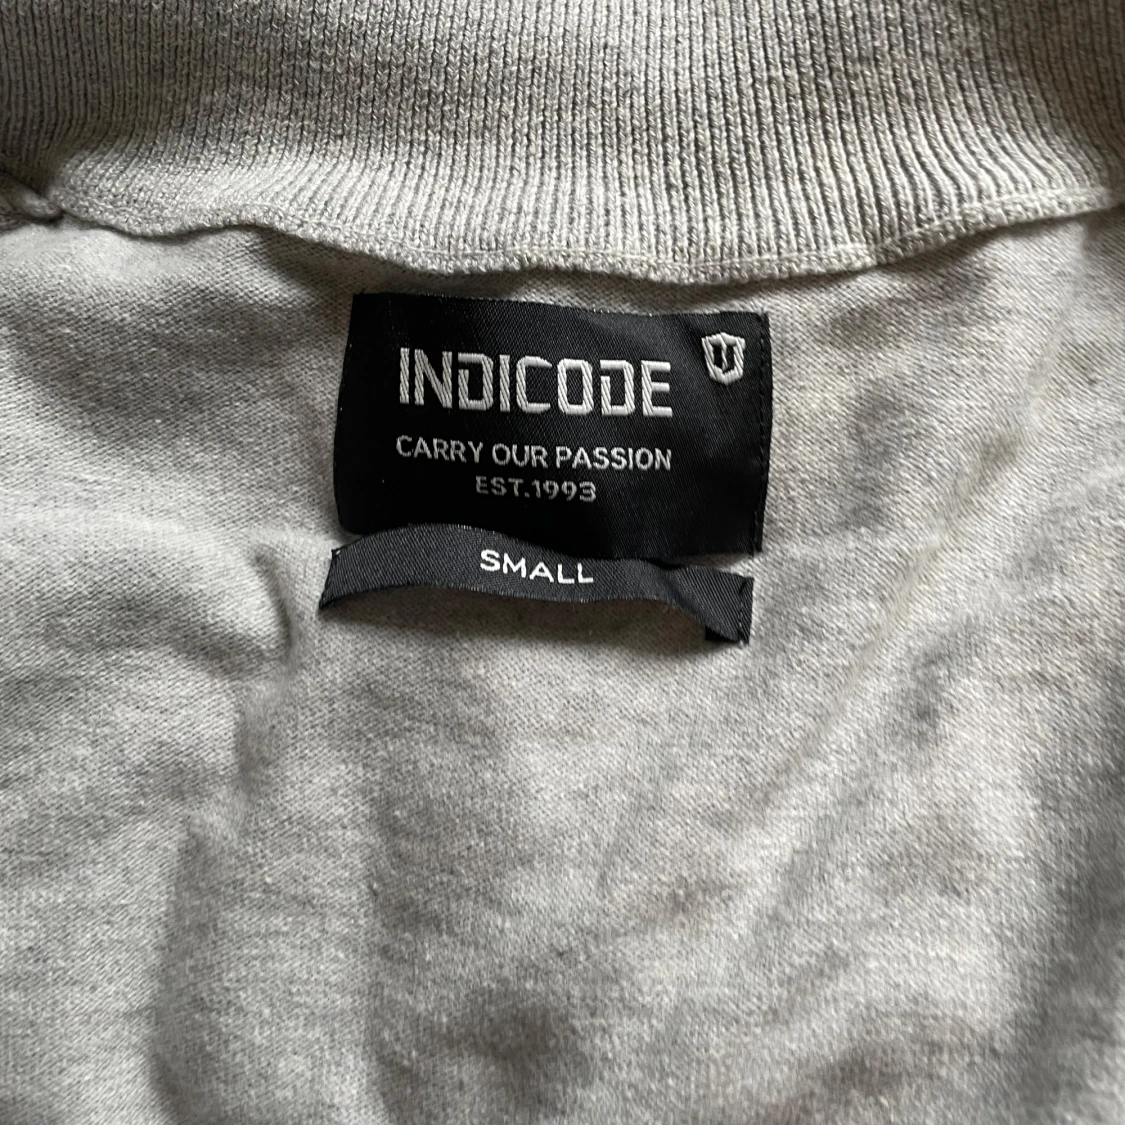 INDICODE
CARRY OUR PASSION
EST.1993
SMALL